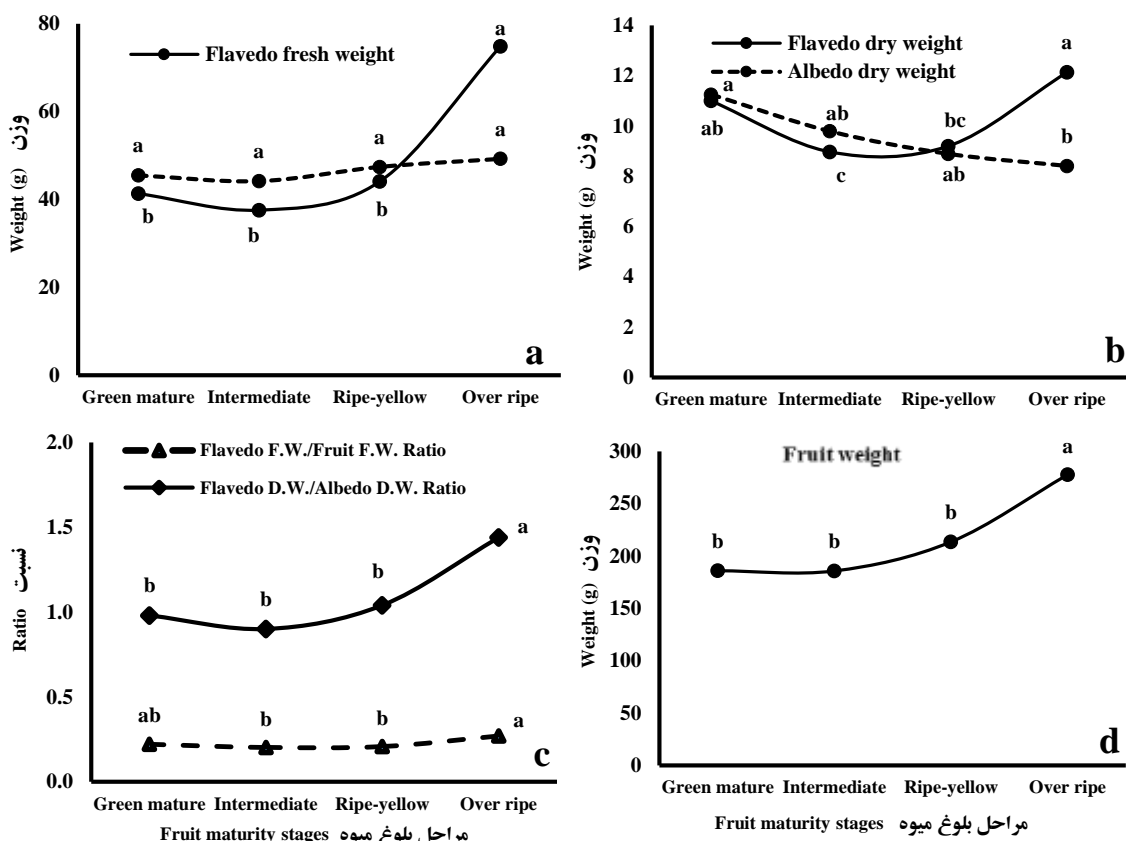 80
60
40
20
0
Weight (g) وزن
Flavedo fresh weight
a
a
a
a
a
b
b
b
a
Green mature
Intermediate
Ripe-yellow
Over ripe
14
12
10
8
6
4
2
0
Weight (g) وزن
Flavedo dry weight
Albedo dry weight
a
a
ab
bc
ab
c
ab
b
b
Green mature
Intermediate
Ripe-yellow
Over ripe
2.0
1.5
1.0
0.5
0.0
Ratio نسبت
Flavedo F.W./Fruit F.W. Ratio
Flavedo D.W./Albedo D.W. Ratio
b
b
b
a
ab
b
b
a
c
Green mature
Intermediate
Ripe-yellow
Over ripe
Fruit maturity stages مراحل بلوغ میوه
300
250
200
150
100
50
0
Weight (g) وزن
Fruit weight
b
b
b
a
d
Green mature
Intermediate
Ripe-yellow
Over ripe
Fruit maturity stages مراحل بلوغ میوه